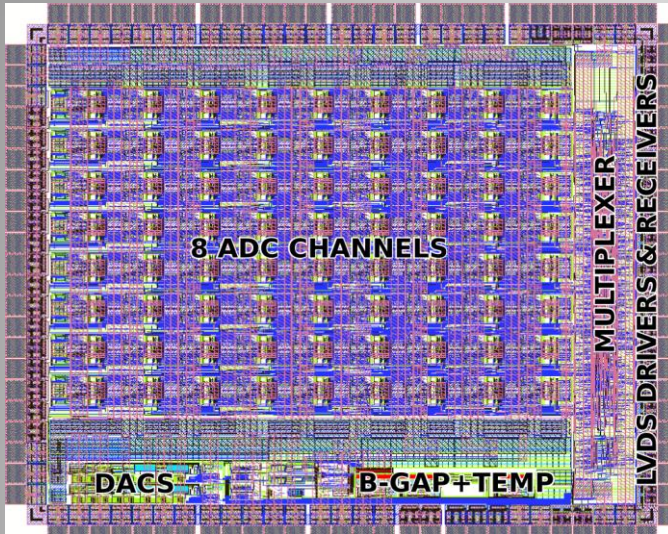 8 ADC CHANNELS
MULTIPLEXER
LVDS DRIVERS & RECEIVERS
DACS
B-GAP+TEMP